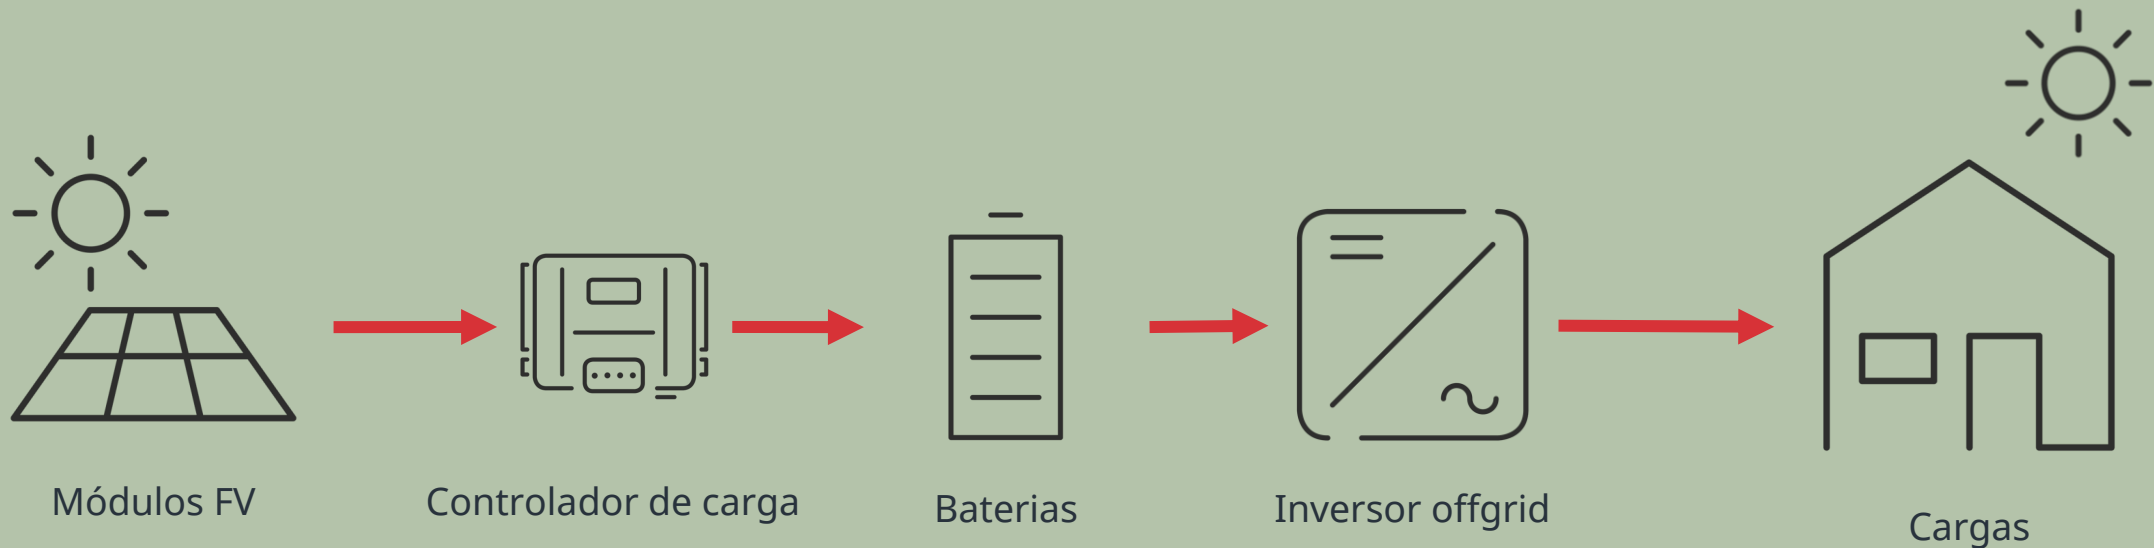 Módulos FV
Controlador de carga
Baterias
Inversor offgrid
Cargas